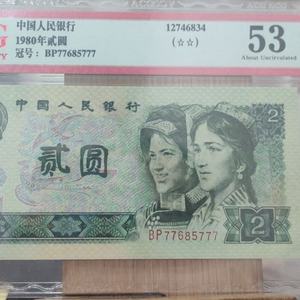 中国人民银行
1980年贰圆
冠号: BP77685777
12746834
(☆☆)
53
About Uncirculated
中国人民银行
2
贰圆
2
BP77685777